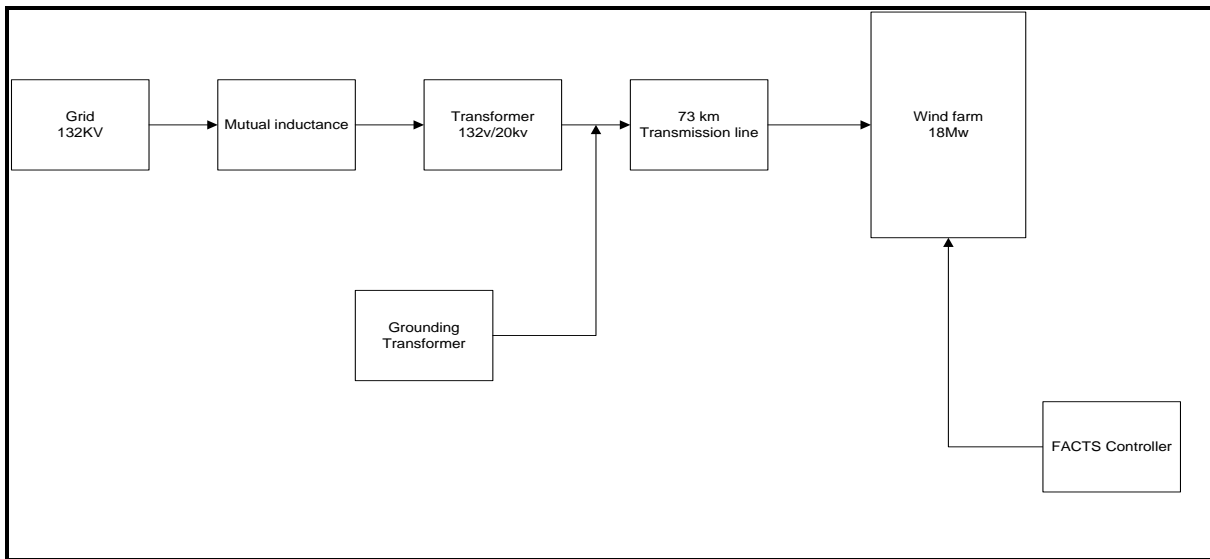 Grid
132KV
Mutual inductance
Transformer
132v/20kv
73 km
Transmission line
Wind farm
18Mw
Grounding
Transformer
FACTS Controller